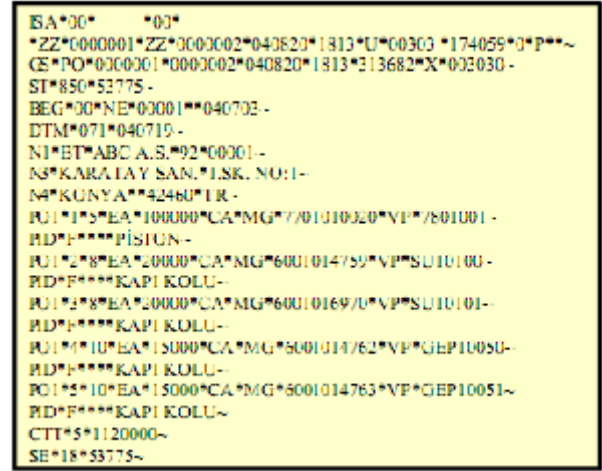 ISA*00*          *00*
*ZZ*0000001*ZZ*0000002*040820*1813*U*00303 *174059*0*P**~
GS*PO*0000001*0000002*040820*1813*313682*X*003030~
ST*850*53775~
BEG*00*NE*00001**040703~
DTM*071*040719~
N1*BT*ABC A.S.*92*00001~
N3*KARATAY SAN.*1.SK. NO:1~
N4*KONYA**42460*TR~
PO1*1*5*EA*100000*CA*MG*7701010020*VP*7801001~
PID*F****PİSTON~
PO1*2*8*EA*20000*CA*MG*6001014759*VP*SU10100~
PID*F****KAPI KOLU~
PO1*3*8*EA*20000*CA*MG*6001016970*VP*SU10101~
PID*F****KAPI KOLU~
PO1*4*10*EA*15000*CA*MG*6001014762*VP*GEP10050~
PID*F****KAPI KOLU~
PO1*5*10*EA*15000*CA*MG*6001014763*VP*GEP10051~
PID*F****KAPI KOLU~
CTT*5*1120000~
SE*18*53775~